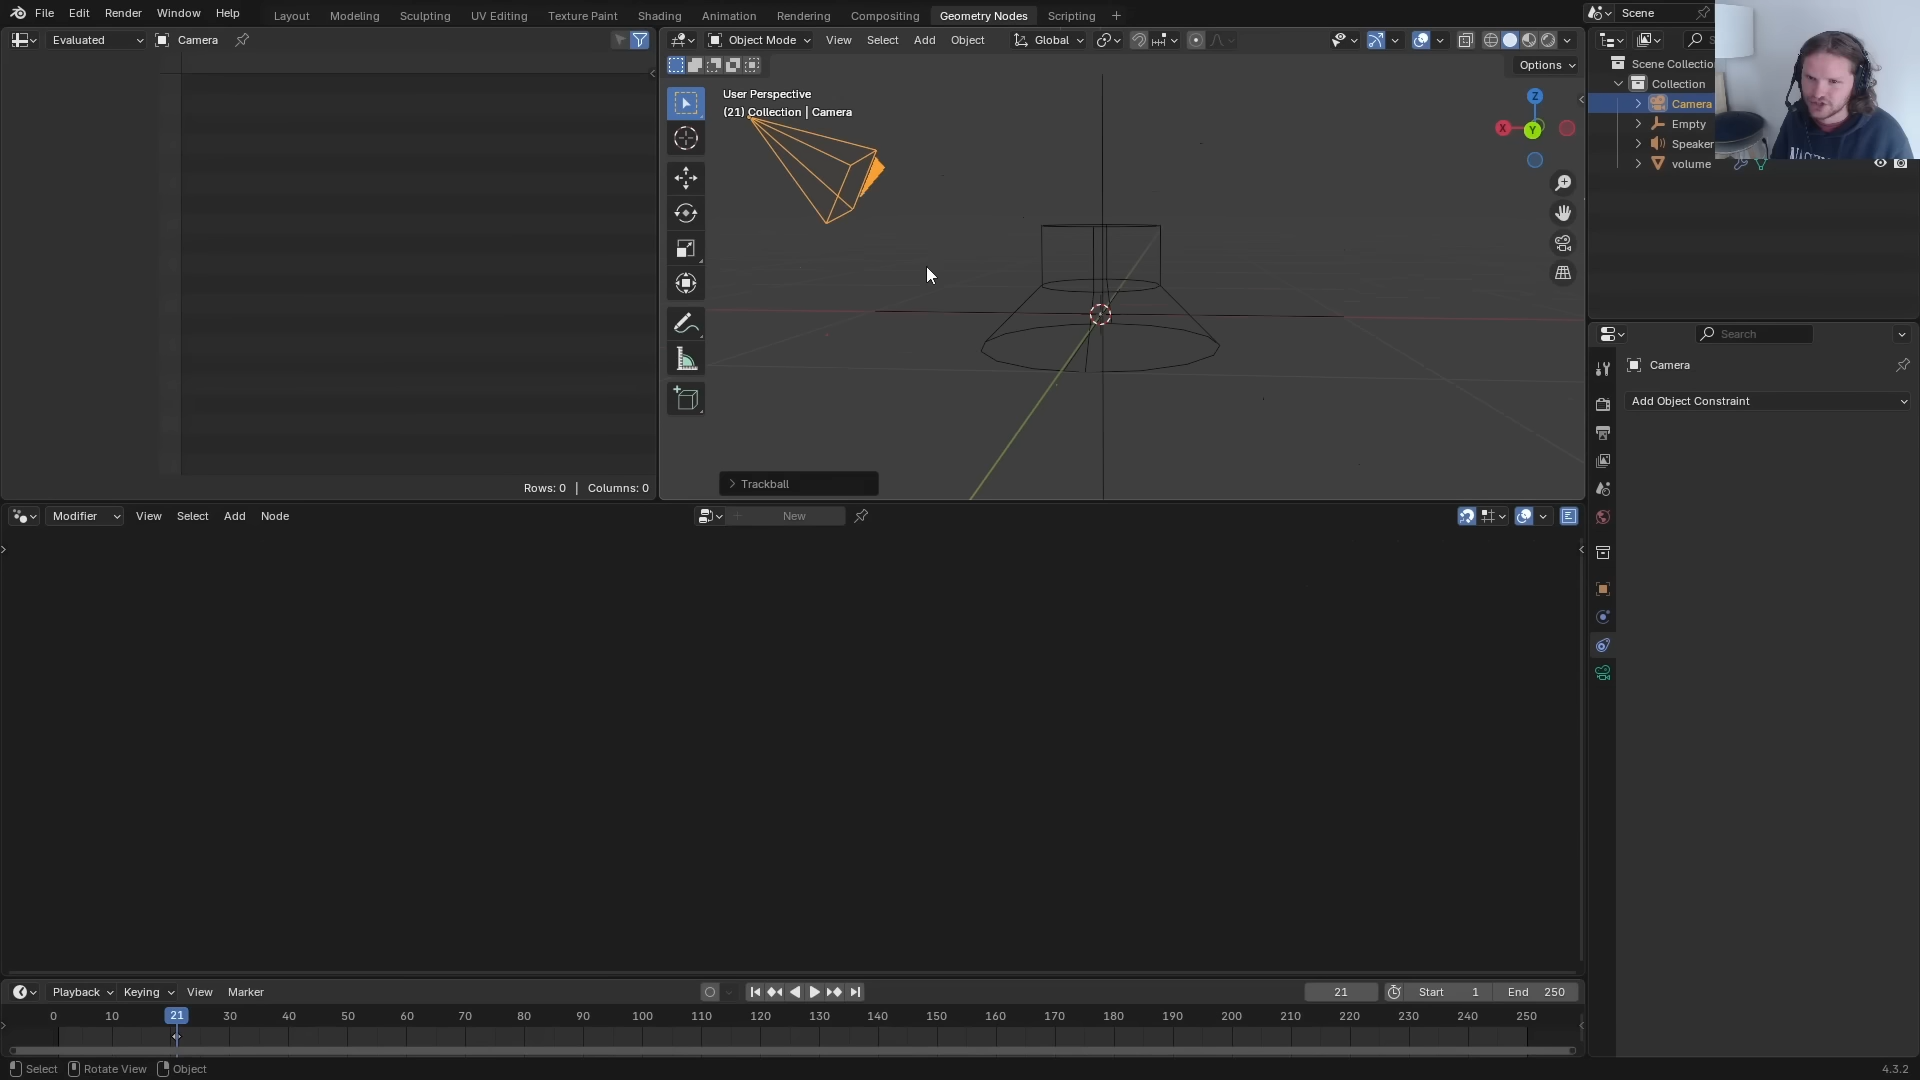 File Edit Render Window Help Layout Modeling Sculpting UV Editing Texture Paint Shading Animation Rendering Compositing Geometry Nodes Scripting Scene
Evaluated Camera
Object Mode View Select Add Object Global
Options
User Perspective
(21) Collection | Camera
Z
X
Y
Trackball
Rows: 0 | Columns: 0
Scene Collectio
Collection
Camera
Empty
Speaker
volume
Search
Camera
Add Object Constraint
Modifier View Select Add Node New
Playback Keying View Marker 21 Start 1 End 250
0 10 21 30 40 50 60 70 80 90 100 110 120 130 140 150 160 170 180 190 200 210 220 230 240 250
Select Rotate View Object 4.3.2